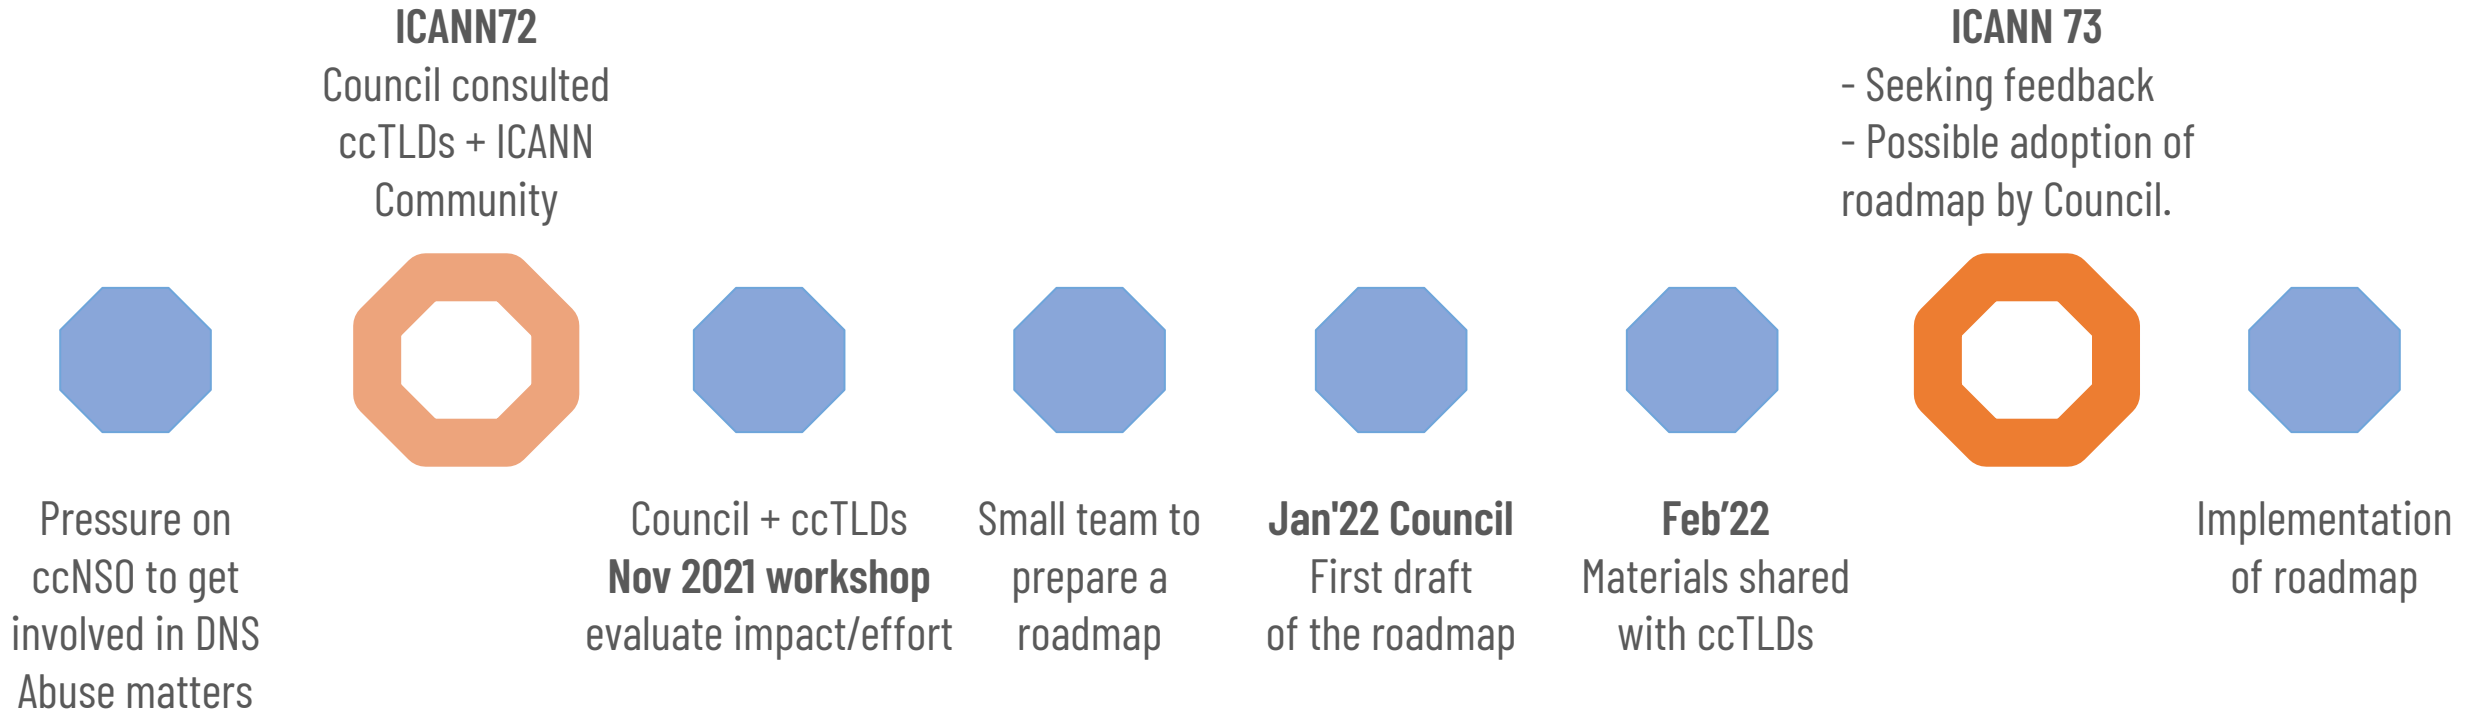 ICANN72
Council consulted
ccTLDs + ICANN
Community
ICANN 73
- Seeking feedback
- Possible adoption of
roadmap by Council.
Pressure on
ccNSO to get
involved in DNS
Abuse matters
Council + ccTLDs
Nov 2021 workshop
evaluate impact/effort
Small team to
prepare a
roadmap
Jan'22 Council
First draft
of the roadmap
Feb’22
Materials shared
with ccTLDs
Implementation
of roadmap